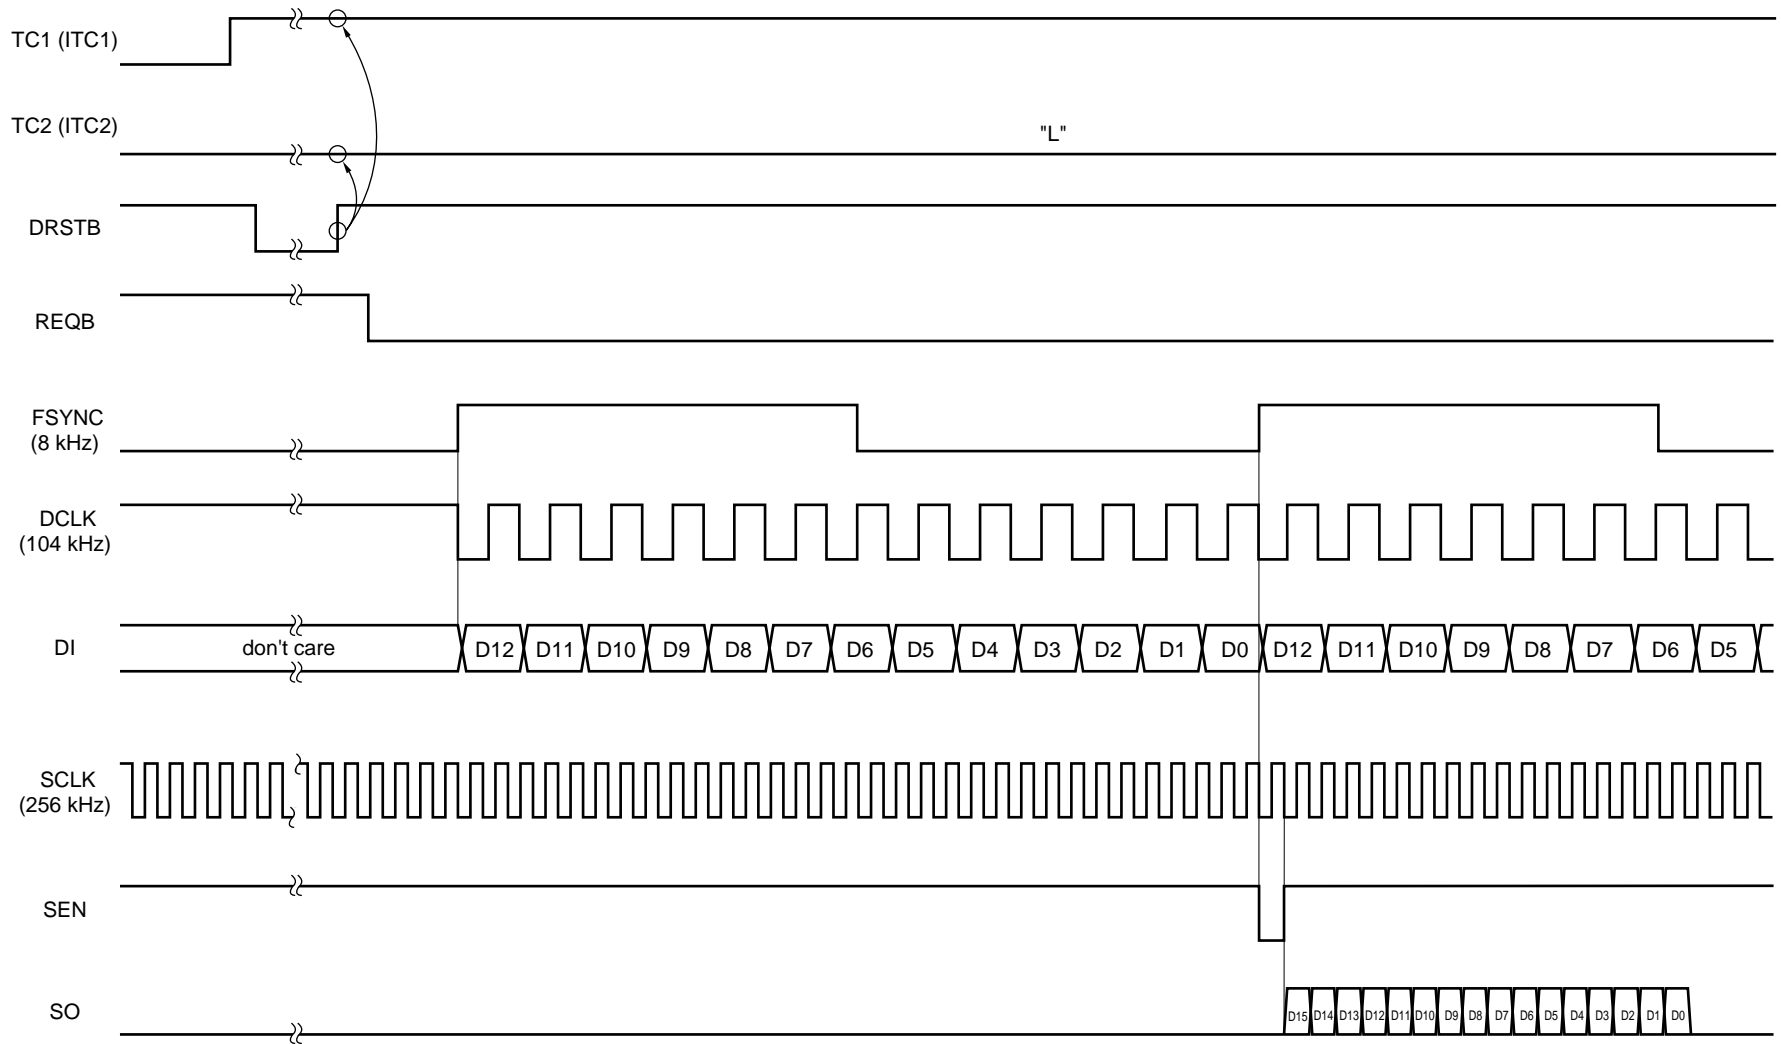 TC1 (ITC1)
TC2 (ITC2)
"L"
DRSTB
REQB
FSYNC
(8 kHz)
DCLK
(104 kHz)
DI
don't care
D12 D11 D10 D9 D8 D7 D6 D5 D4 D3 D2 D1 D0 D12 D11 D10 D9 D8 D7 D6 D5
SCLK
(256 kHz)
SEN
SO
D15 D14 D13 D12 D11 D10 D9 D8 D7 D6 D5 D4 D3 D2 D1 D0